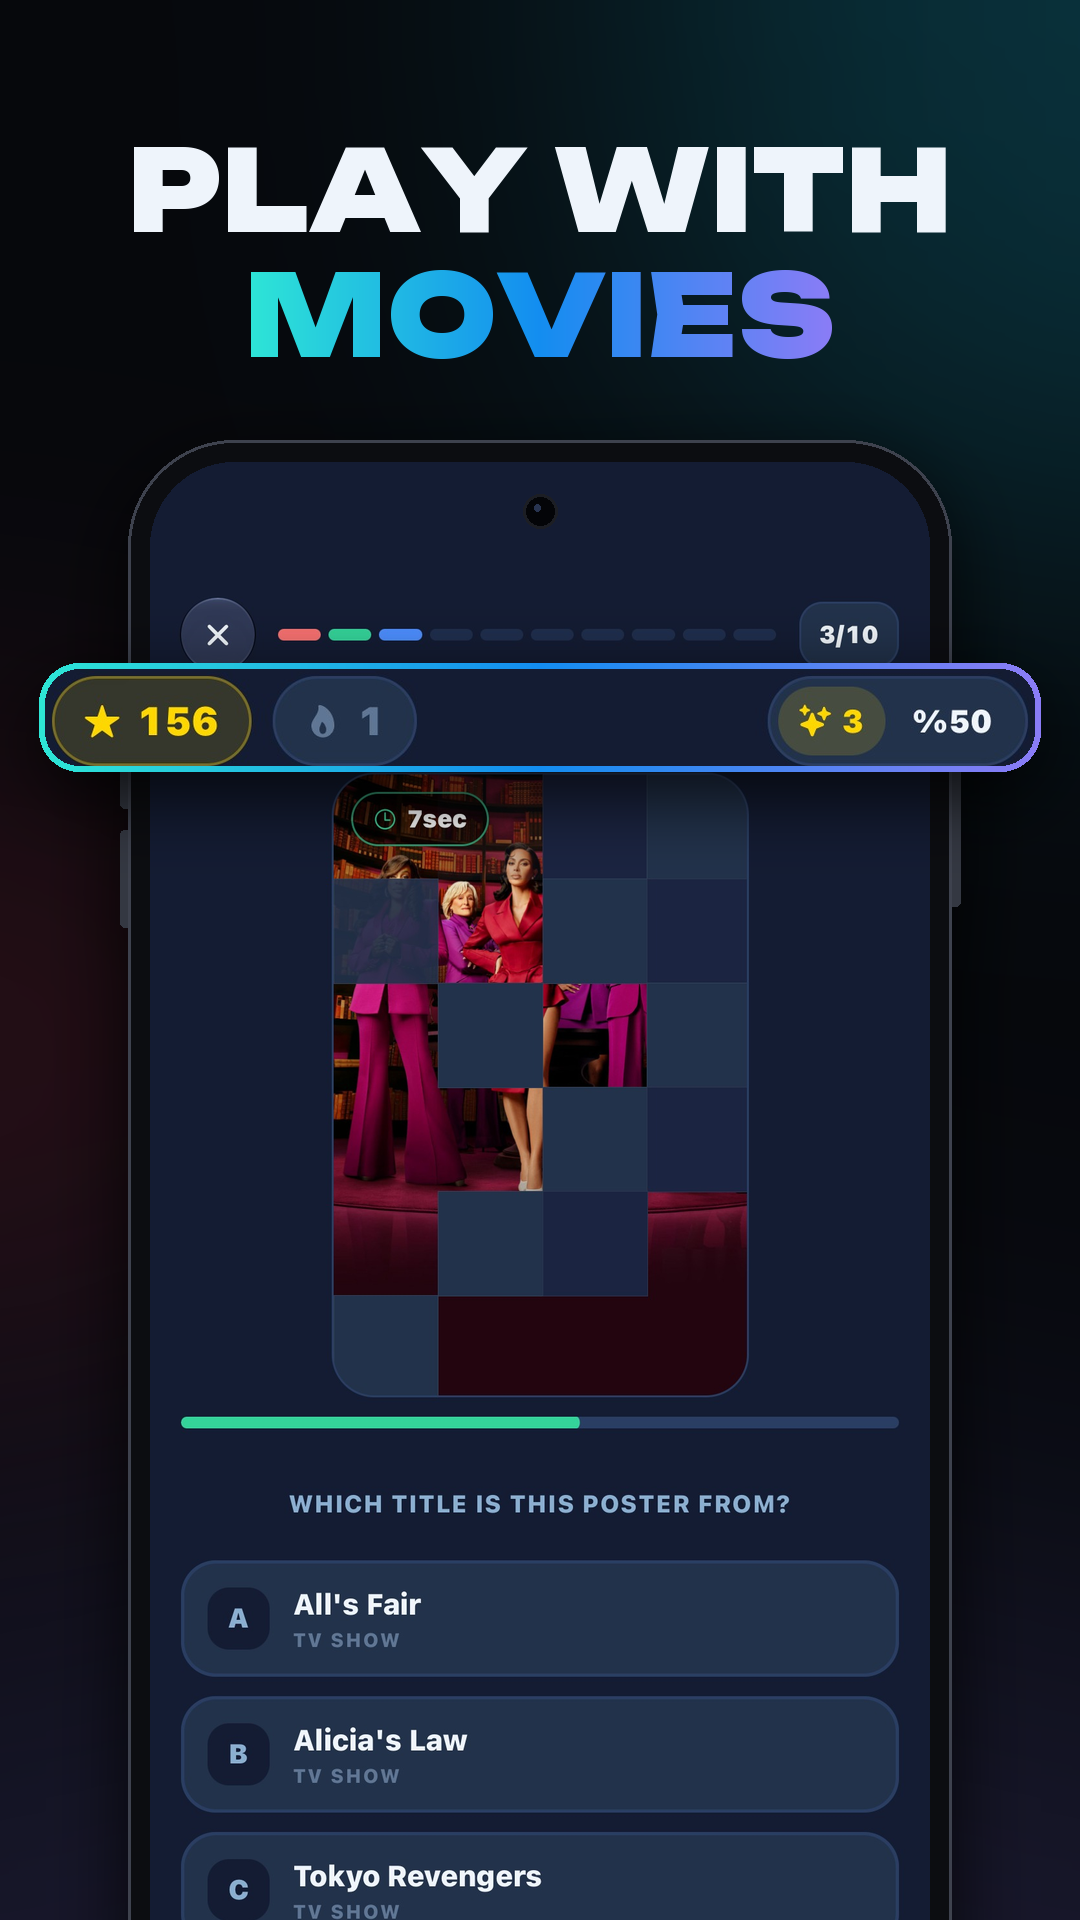 PLAY WITH
MOVIES
3/10
156
1
3
%50
7sec
WHICH TITLE IS THIS POSTER FROM?
A
All's Fair
TV SHOW
B
Alicia's Law
TV SHOW
C
Tokyo Revengers
TV SHOW